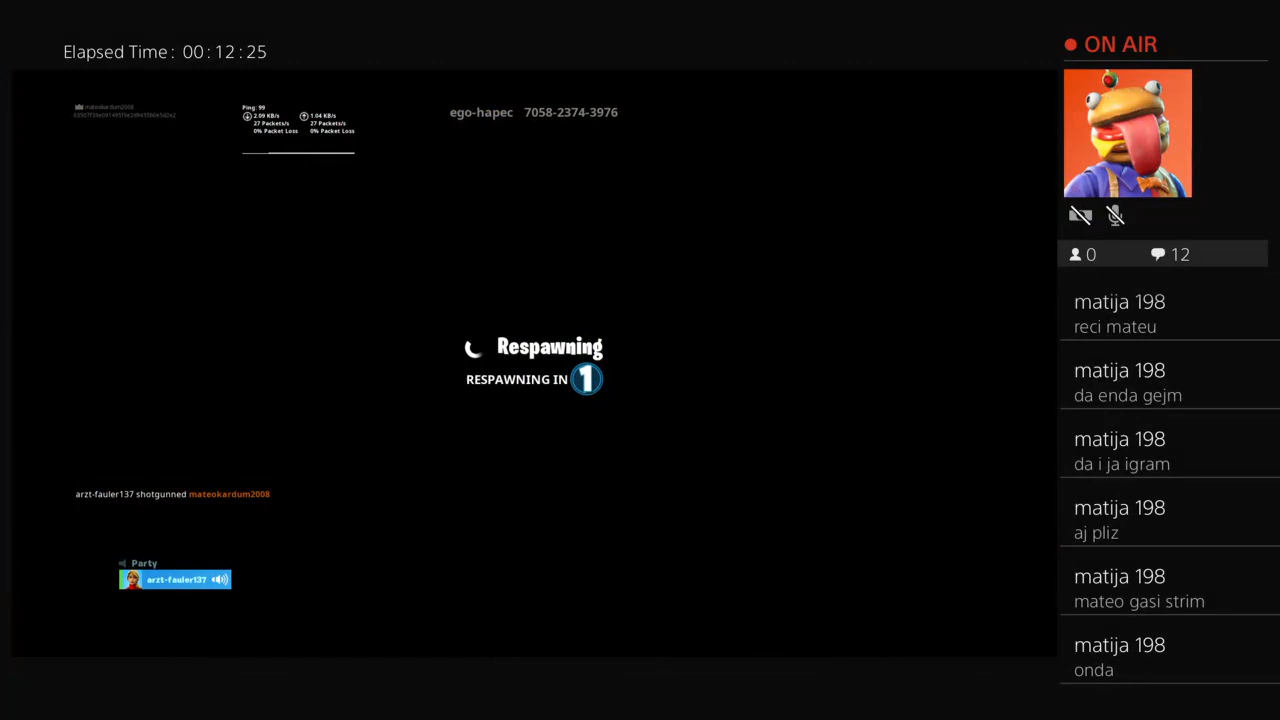 Elapsed Time: 00:12:25
ON AIR
mateokardum2008
Ping: 99
2.09 KB/s 1.04 KB/s
27 Packets/s 27 Packets/s
0% Packet Loss 0% Packet Loss
ego-hapec 7058-2374-3976
Respawning
RESPAWNING IN 1
arzt-fauler137 shotgunned mateokardum2008
Party
arzt-fauler137
0 12
matija 198
reci mateu
matija 198
da enda gejm
matija 198
da i ja igram
matija 198
aj pliz
matija 198
mateo gasi strim
matija 198
onda